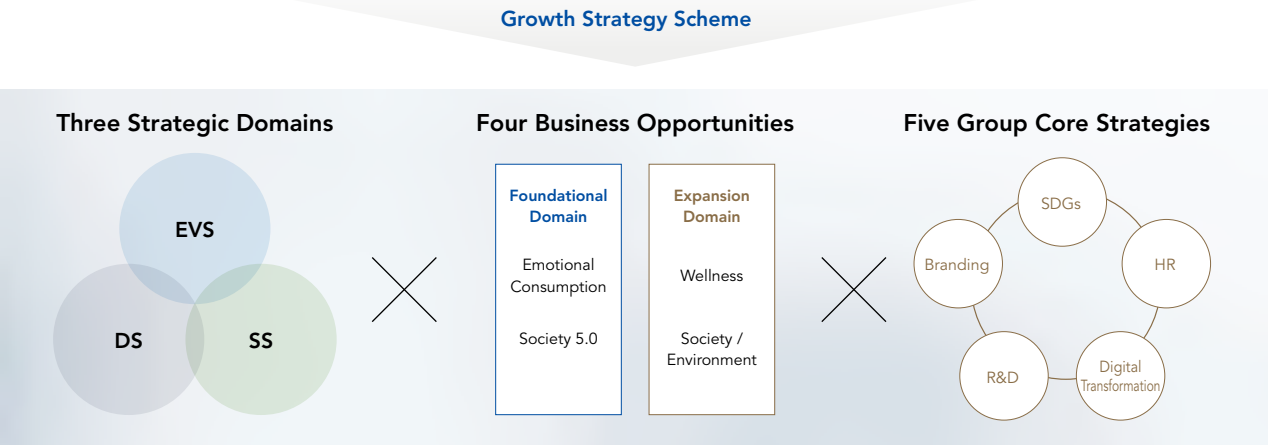 Growth Strategy Scheme
Three Strategic Domains
EVS
DS
SS
Four Business Opportunities
Foundational
Domain
Emotional
Consumption
Society 5.0
Expansion
Domain
Wellness
Society /
Environment
Five Group Core Strategies
SDGs
Branding
HR
R&D
Digital
Transformation